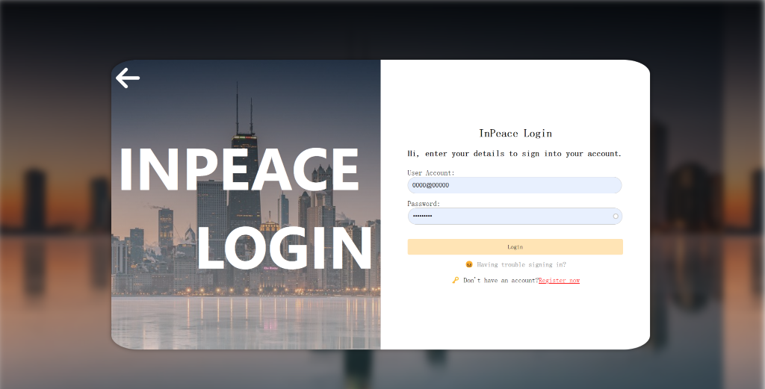 INPEACE
LOGIN
InPeace Login
Hi, enter your details to sign into your account.
User Account:
0000@00000
Password:
•••••••••
Login
Having trouble signing in?
Don't have an account?Register now